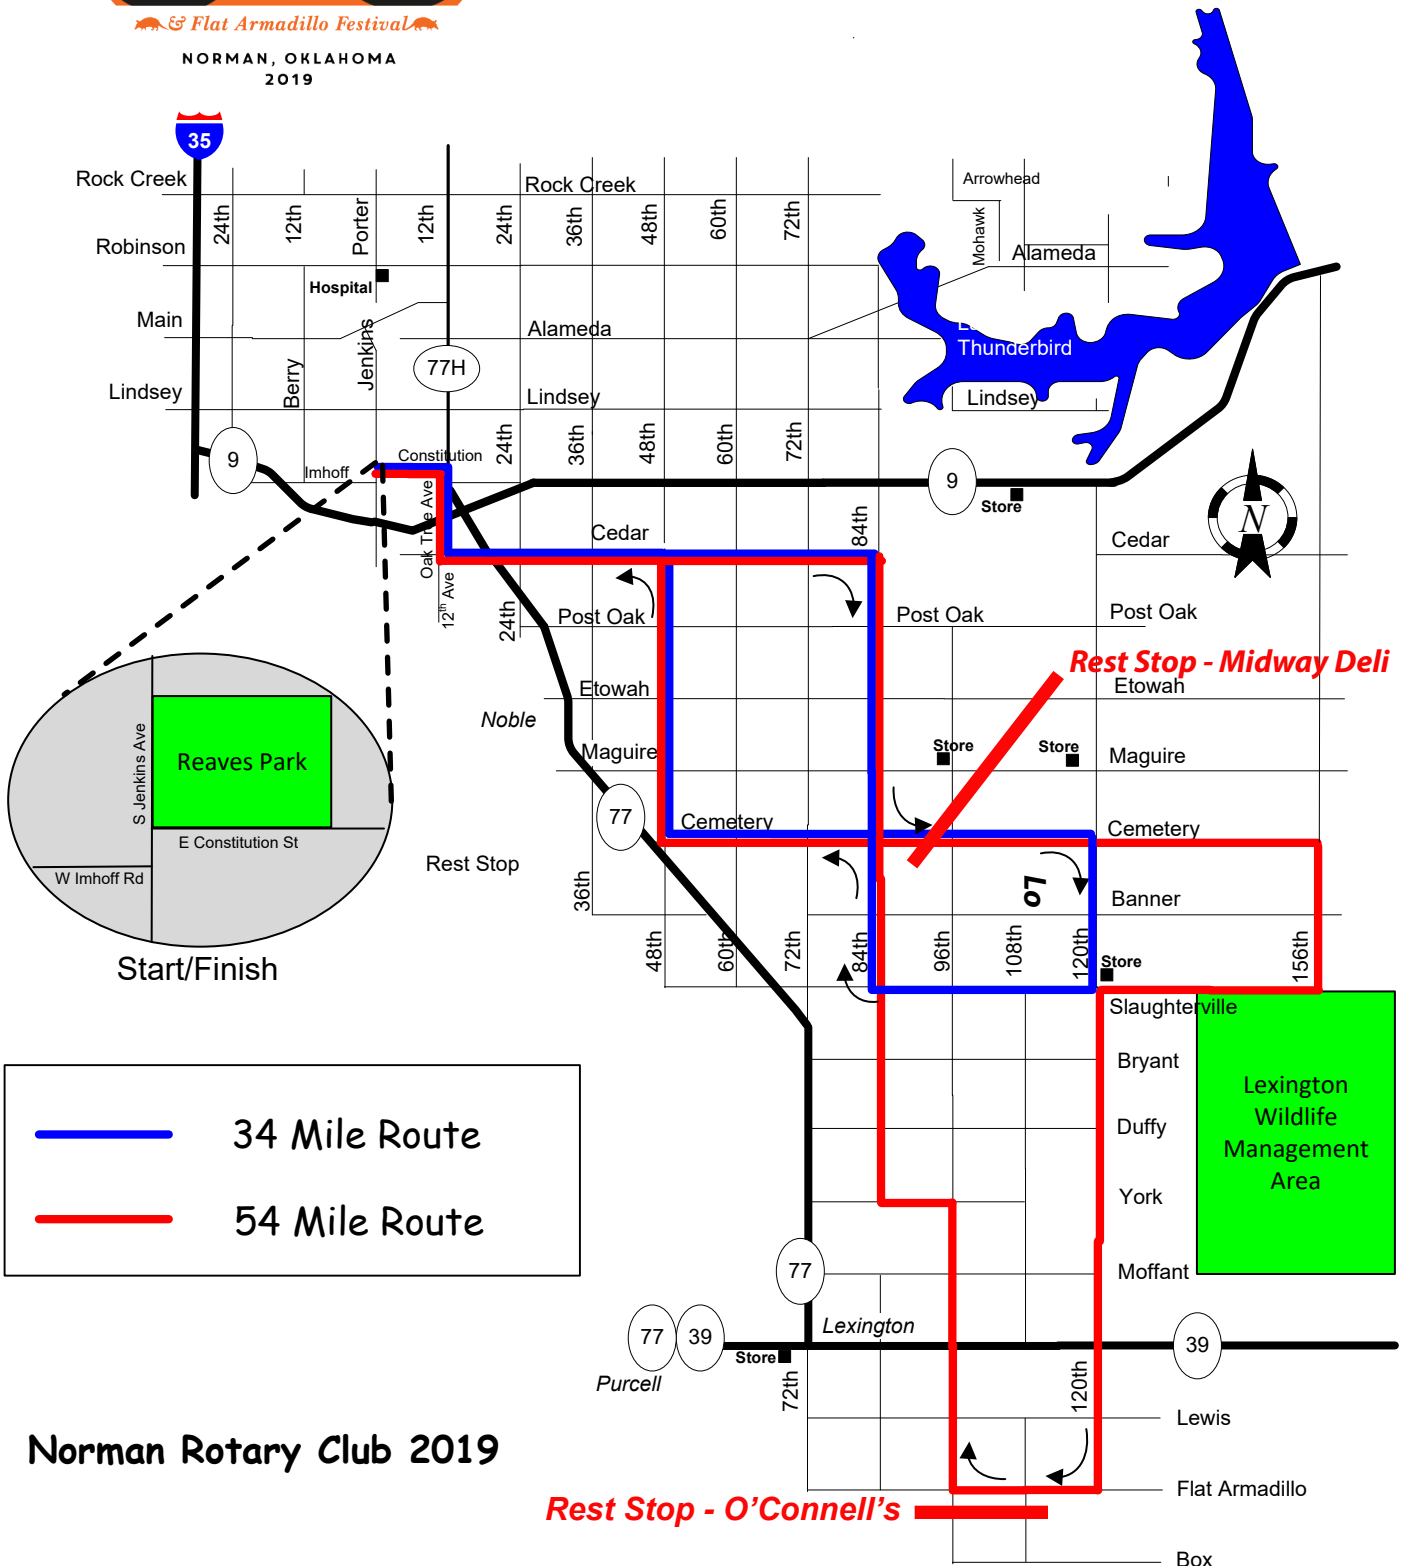 & Flat Armadillo Festival
NORMAN, OKLAHOMA
2019
35
Rock Creek
Rock Creek
Arrowhead
24th
12th
Porter
12th
24th
36th
48th
60th
72th
Mohawk
Robinson
Alameda
Hospital
Main
Jenkins
Alameda
Thunderbird
77H
Berry
Lindsey
Lindsey
Lindsey
24th
36th
48th
60th
72th
9
Imhoff
Constitution
9
Store
N
Oak Tree Ave
Cedar
84th
Cedar
12th Ave
24th
Post Oak
Post Oak
Post Oak
Rest Stop - Midway Deli
Etowah
Etowah
Noble
Maguire
Store
Store
Maguire
S Jenkins Ave
Reaves Park
77
Cemetery
Cemetery
E Constitution St
Rest Stop
W Imhoff Rd
36th
Lo
Banner
48th
60th
72th
84th
96th
108th
120th
Store
156th
Start/Finish
Slaughterville
Bryant
Lexington
Wildlife
Management
Area
34 Mile Route
Duffy
54 Mile Route
York
77
Moffant
77
39
Lexington
39
Store
Purcell
72th
120th
Lewis
Norman Rotary Club 2019
Flat Armadillo
Rest Stop - O'Connell's
Box